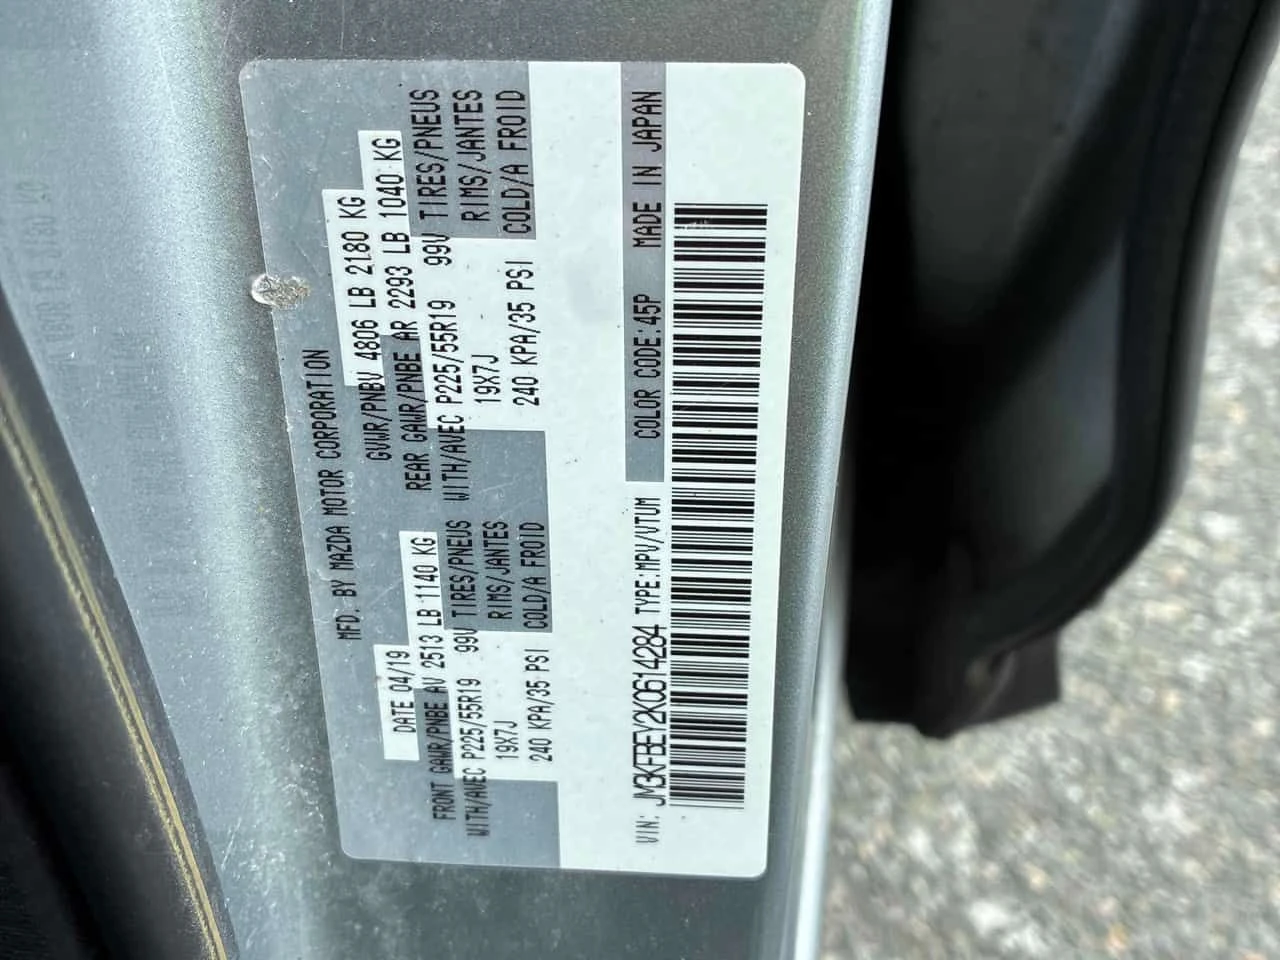 MFD. BY MAZDA MOTOR CORPORATION
DATE 04/19 GVWR/PNBV 4806 LB 2180 KG
FRONT GAWR/PNBE AV 2513 LB 1140 KG REAR GAWR/PNBE AR 2293 LB 1040 KG
WITH/AVEC P225/55R19 99V TIRES/PNEUS WITH/AVEC P225/55R19 99V TIRES/PNEUS
19X7J RIMS/JANTES 19X7J RIMS/JANTES
240 KPA/35 PSI COLD/A FROID 240 KPA/35 PSI COLD/A FROID
VIN: JM3KFBEY2K0614284 TYPE:MPV/VTUM COLOR CODE:45P MADE IN JAPAN